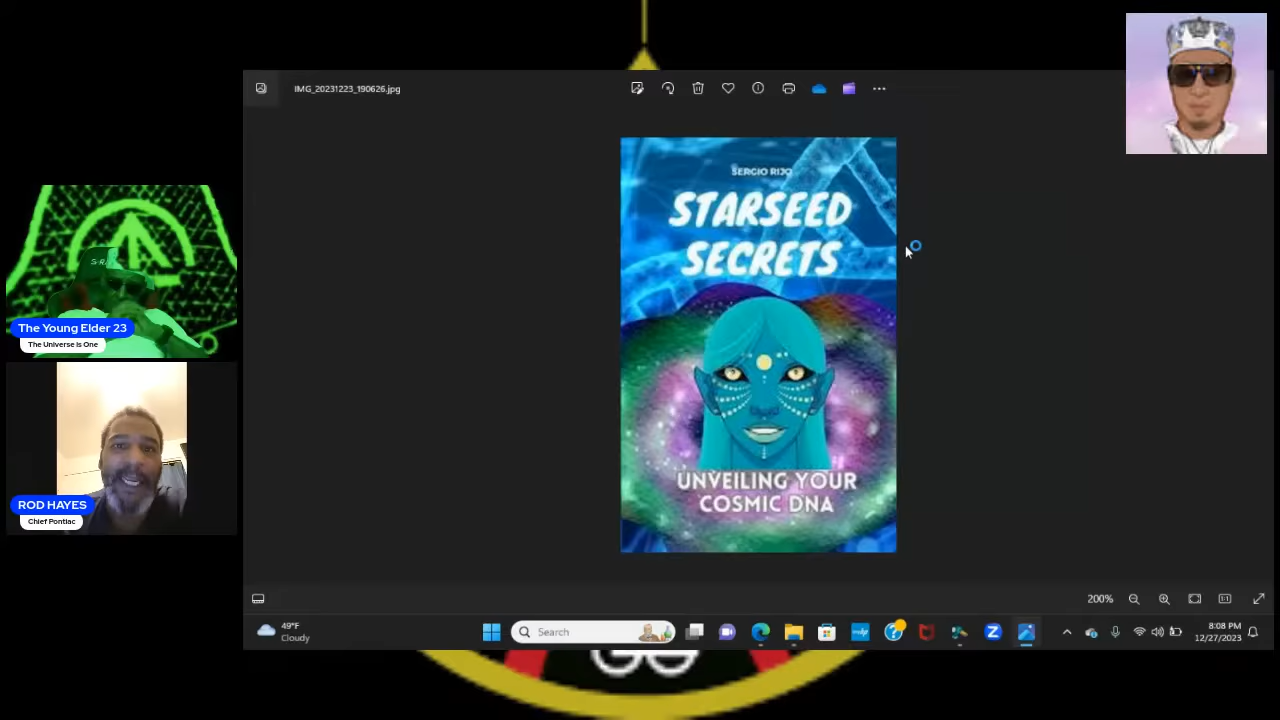 IMG_20231223_190626.jpg
SERGIO RIJO
STARSEED
SECRETS
UNVEILING YOUR
COSMIC DNA
The Young Elder 23
The Universe Is One
ROD HAYES
Chief Pontiac
200%
49°F
Cloudy
Search
8:08 PM
12/27/2023